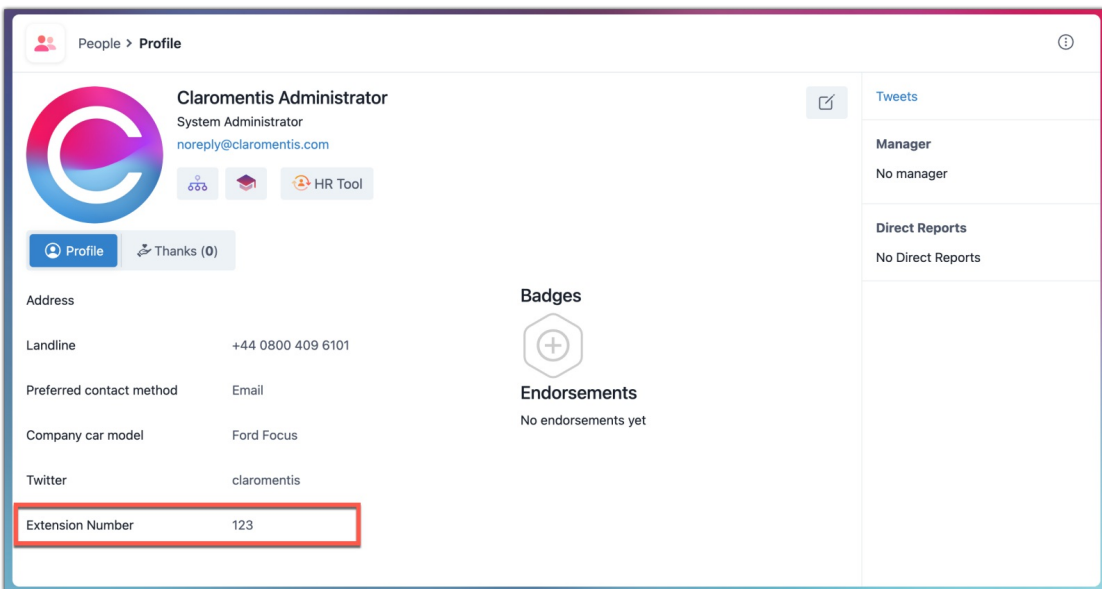 People > Profile
Claromentis Administrator
System Administrator
noreply@claromentis.com
HR Tool
Profile
Thanks (0)
Address
Landline +44 0800 409 6101
Preferred contact method Email
Company car model Ford Focus
Twitter claromentis
Extension Number 123
Badges
Endorsements
No endorsements yet
Tweets
Manager
No manager
Direct Reports
No Direct Reports